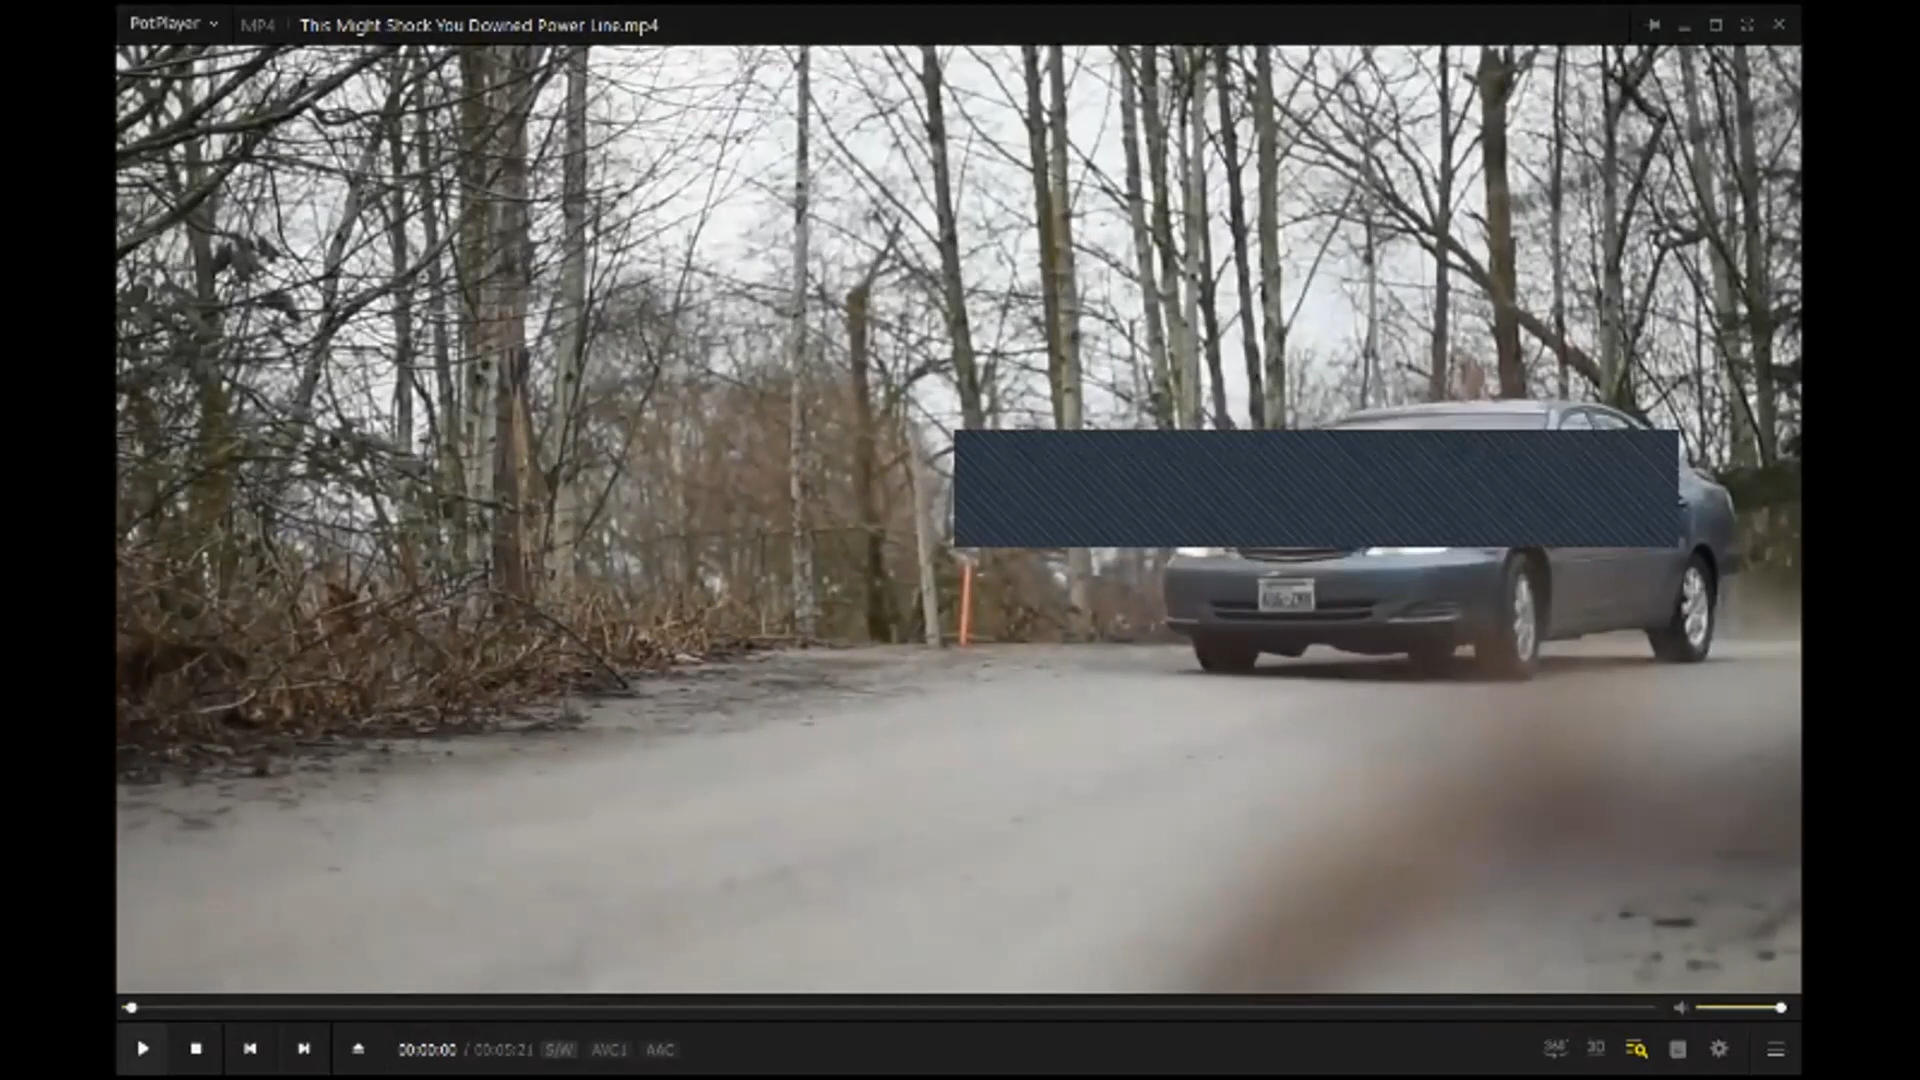 PotPlayer
MP4
This Might Shock You Downed Power Line.mp4
00:00:00 / 00:05:21 S/W AVC1 AAC
360°
3D